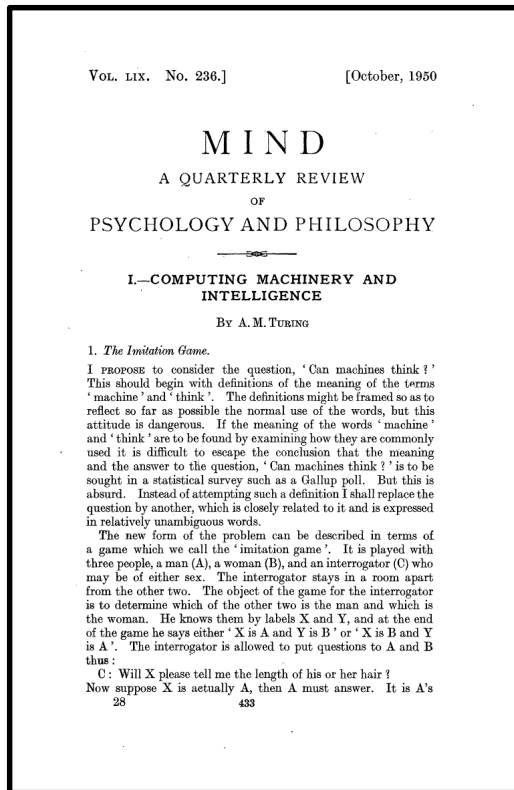 VOL. LIX. No. 236.] [October, 1950
MIND
A QUARTERLY REVIEW
OF
PSYCHOLOGY AND PHILOSOPHY
I.—COMPUTING MACHINERY AND
INTELLIGENCE
BY A. M. TURING
1. The Imitation Game.
I PROPOSE to consider the question, ‘ Can machines think ? ’
This should begin with definitions of the meaning of the terms
‘ machine ’ and ‘ think ’. The definitions might be framed so as to
reflect so far as possible the normal use of the words, but this
attitude is dangerous. If the meaning of the words ‘ machine ’
and ‘ think ’ are to be found by examining how they are commonly
used it is difficult to escape the conclusion that the meaning
and the answer to the question, ‘ Can machines think ? ’ is to be
sought in a statistical survey such as a Gallup poll. But this is
absurd. Instead of attempting such a definition I shall replace the
question by another, which is closely related to it and is expressed
in relatively unambiguous words.
The new form of the problem can be described in terms of
a game which we call the ‘ imitation game ’. It is played with
three people, a man (A), a woman (B), and an interrogator (C) who
may be of either sex. The interrogator stays in a room apart
from the other two. The object of the game for the interrogator
is to determine which of the other two is the man and which is
the woman. He knows them by labels X and Y, and at the end
of the game he says either ‘ X is A and Y is B ’ or ‘ X is B and Y
is A ’. The interrogator is allowed to put questions to A and B
thus :
C : Will X please tell me the length of his or her hair ?
Now suppose X is actually A, then A must answer. It is A’s
28 433